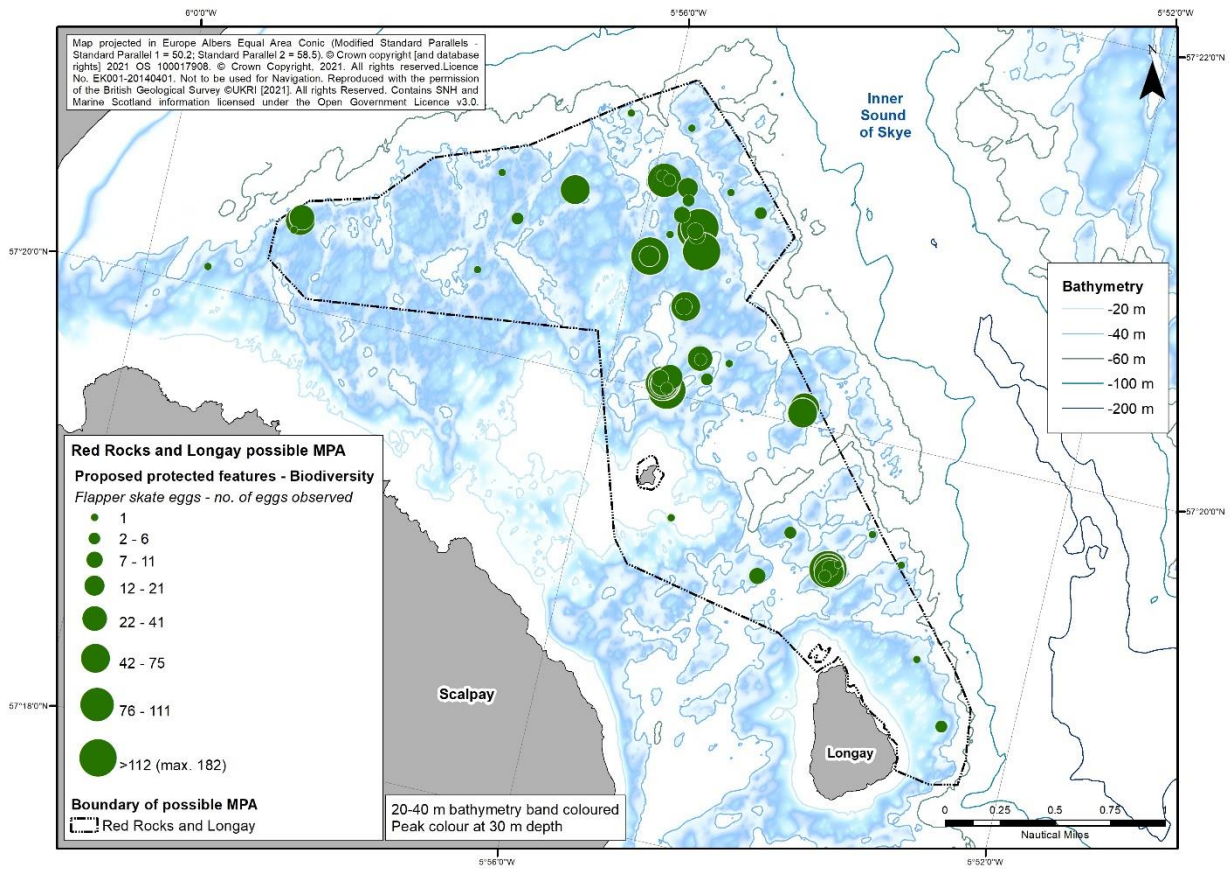 6°0'0"W
5°56'0"W
5°52'0"W
Map projected in Europe Albers Equal Area Conic (Modified Standard Parallels -
Standard Parallel 1 = 50.2; Standard Parallel 2 = 58.5). © Crown copyright [and database
rights] 2021 OS 100017908. © Crown Copyright, 2021. All rights reserved.Licence
No. EK001-20140401. Not to be used for Navigation. Reproduced with the permission
of the British Geological Survey ©UKRI [2021]. All rights Reserved. Contains SNH and
Marine Scotland information licensed under the Open Government Licence v3.0.
N
57°22'0"N
Inner
Sound
of Skye
57°20'0"N
Bathymetry
-20 m
-40 m
-60 m
-100 m
-200 m
Red Rocks and Longay possible MPA
Proposed protected features - Biodiversity
Flapper skate eggs - no. of eggs observed
1
2 - 6
7 - 11
12 - 21
22 - 41
42 - 75
76 - 111
>112 (max. 182)
Boundary of possible MPA
Red Rocks and Longay
57°20'0"N
Scalpay
57°18'0"N
Longay
20-40 m bathymetry band coloured
Peak colour at 30 m depth
0 0.25 0.5 0.75 1
Nautical Miles
5°56'0"W
5°52'0"W